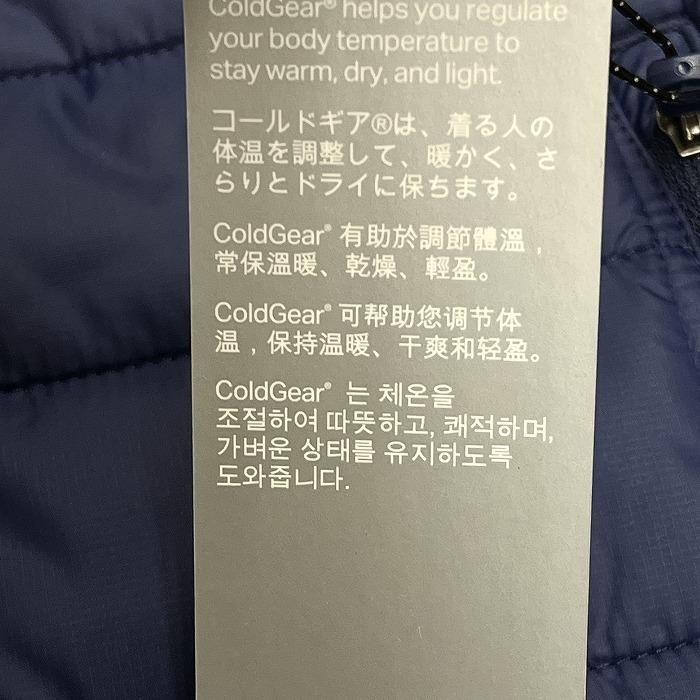 ColdGear® helps you regulate
your body temperature to
stay warm, dry, and light.
コールドギア®は、着る人の
体温を調整して、暖かく、さ
らりとドライに保ちます。
ColdGear® 有助於調節體溫，
常保溫暖、乾燥、輕盈。
ColdGear® 可帮助您调节体
温，保持温暖、干爽和轻盈。
ColdGear® 는 체온을
조절하여 따뜻하고, 쾌적하며,
가벼운 상태를 유지하도록
도와줍니다.